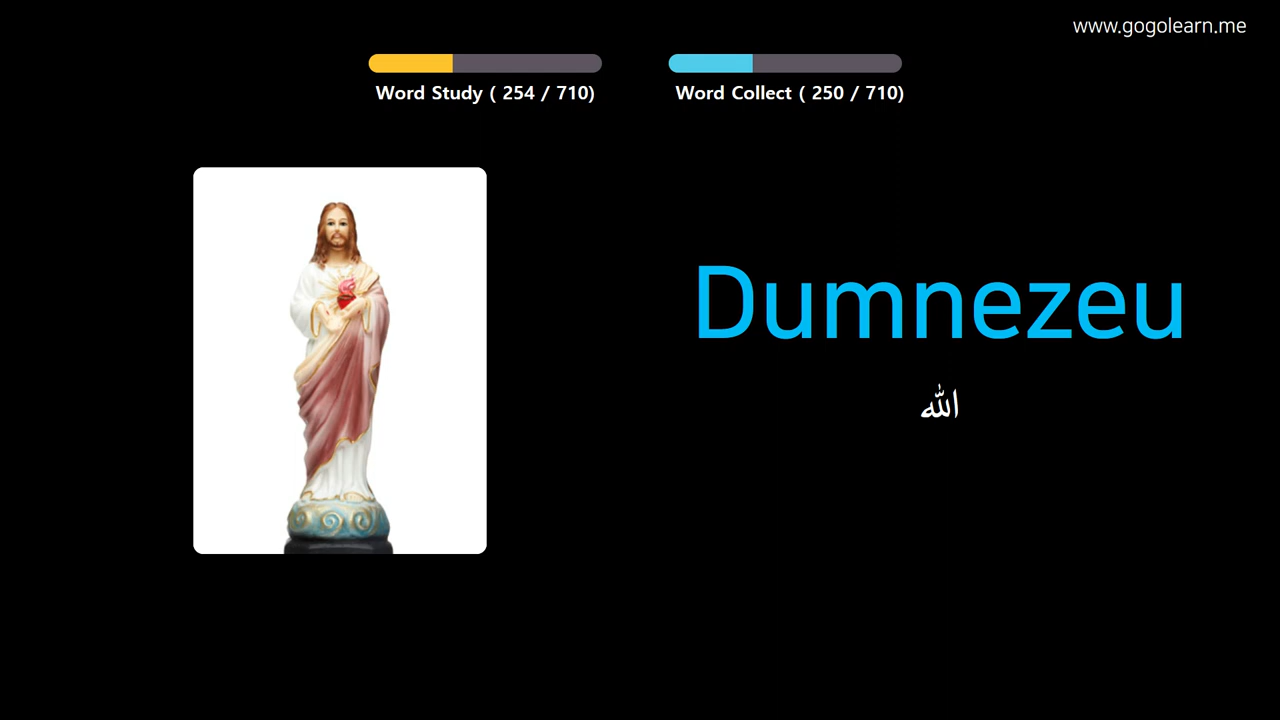 www.gogolearn.me
Word Study ( 254 / 710)
Word Collect ( 250 / 710)
Dumnezeu
الله